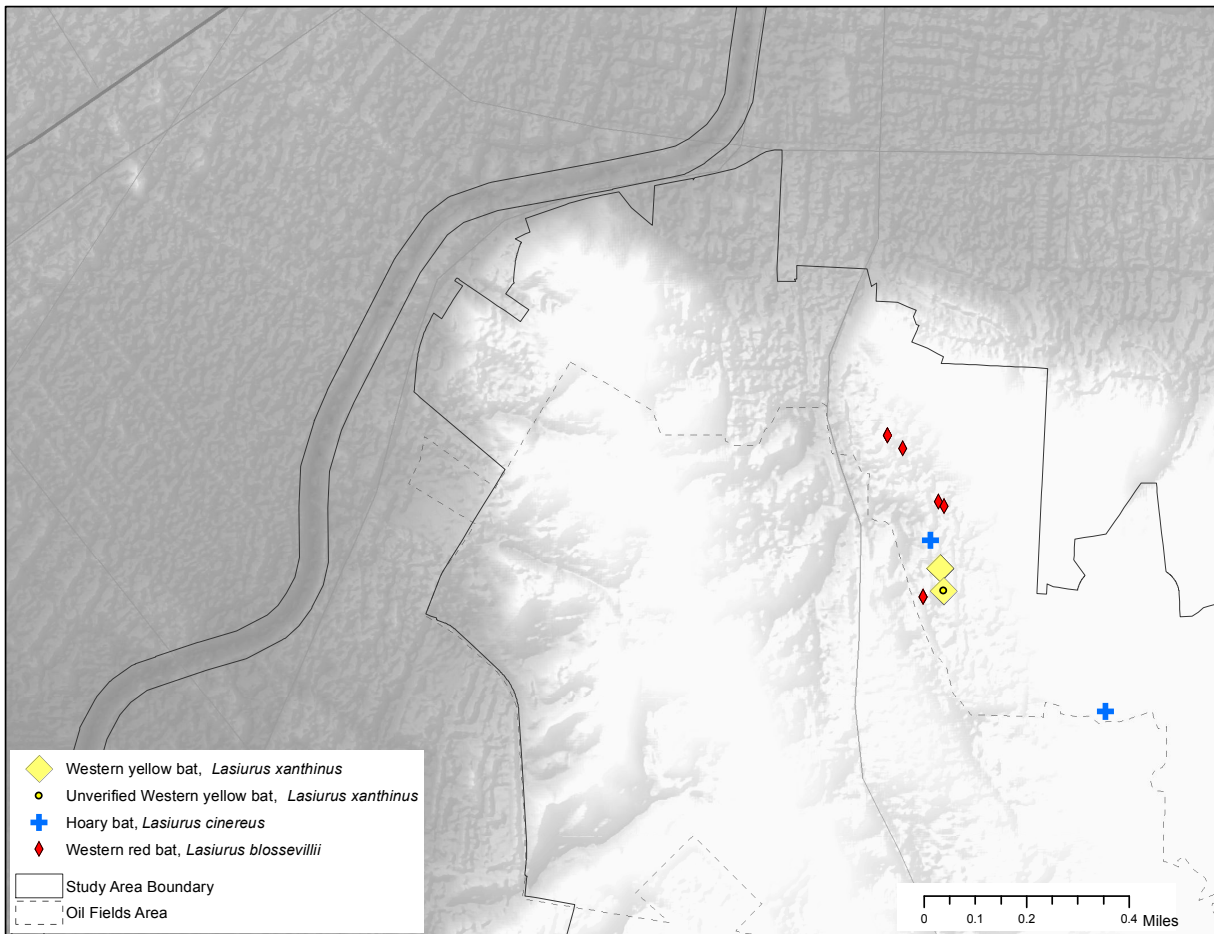 Western yellow bat, Lasiurus xanthinus
Unverified Western yellow bat, Lasiurus xanthinus
Hoary bat, Lasiurus cinereus
Western red bat, Lasiurus blossevillii
Study Area Boundary
Oil Fields Area
0 0.1 0.2 0.4 Miles